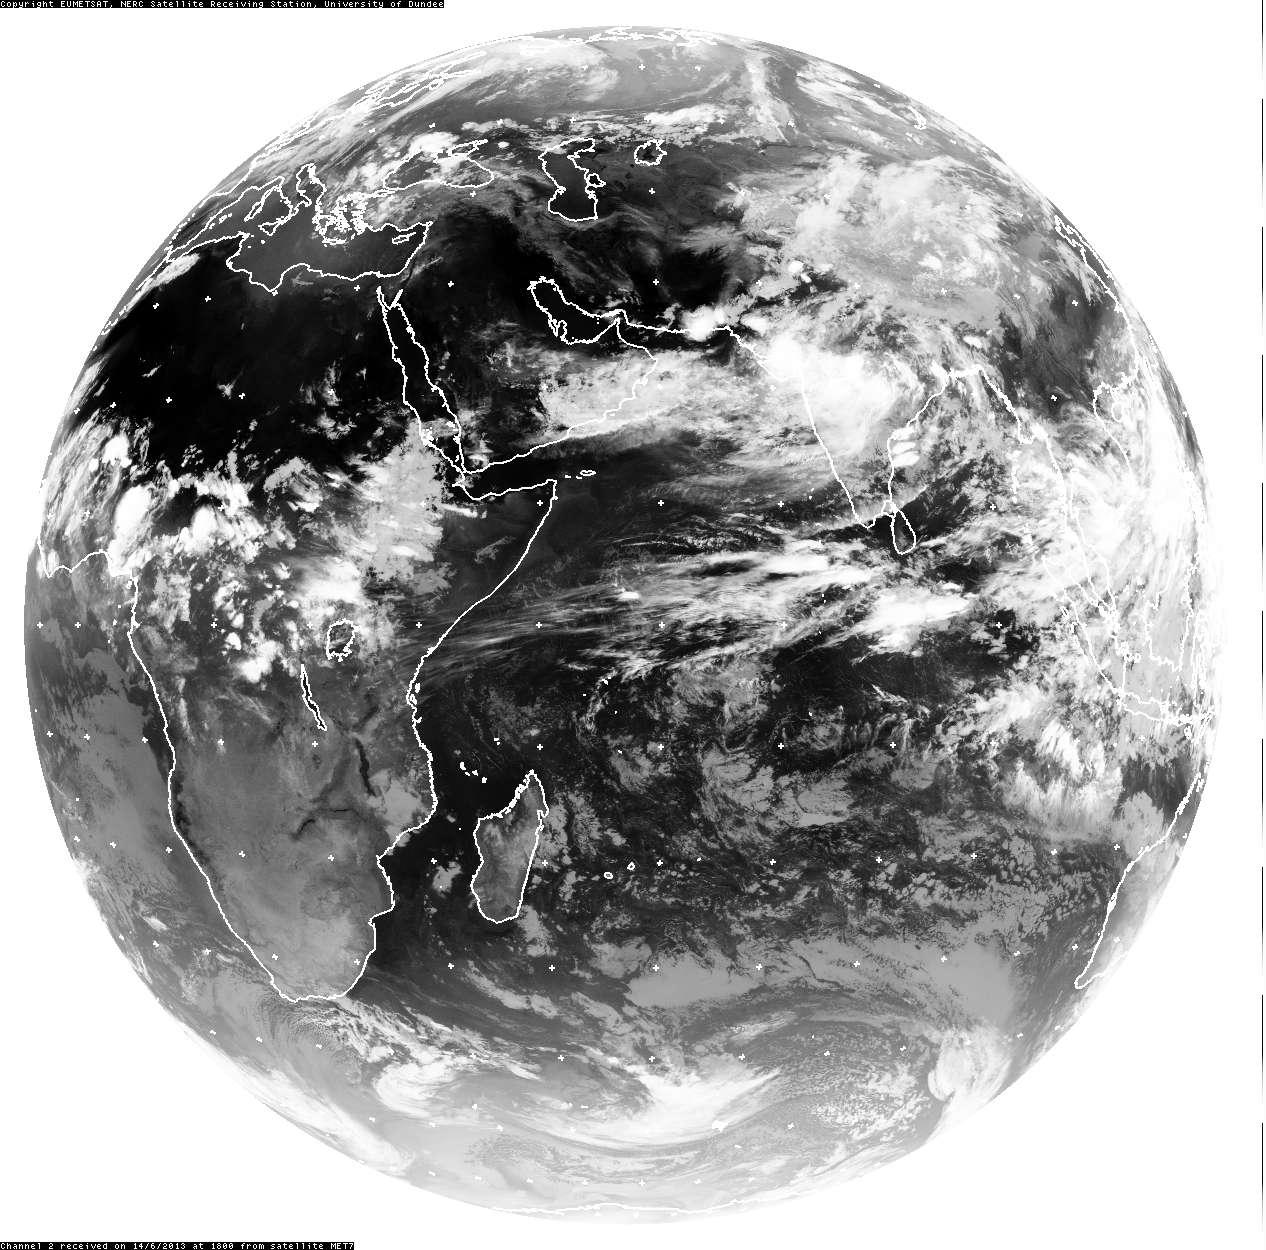 Copyright EUMETSAT, NERC Satellite Receiving Station, University of Dundee
Channel 2 received on 14/6/2013 at 1800 from satellite MET7